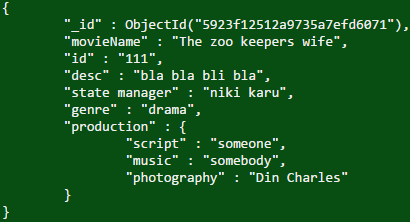 {
"_id" : ObjectId("5923f12512a9735a7efd6071"),
"movieName" : "The zoo keepers wife",
"id" : "111",
"desc" : "bla bla bli bla",
"state manager" : "niki karu",
"genre" : "drama",
"production" : {
"script" : "someone",
"music" : "somebody",
"photography" : "Din Charles"
}
}